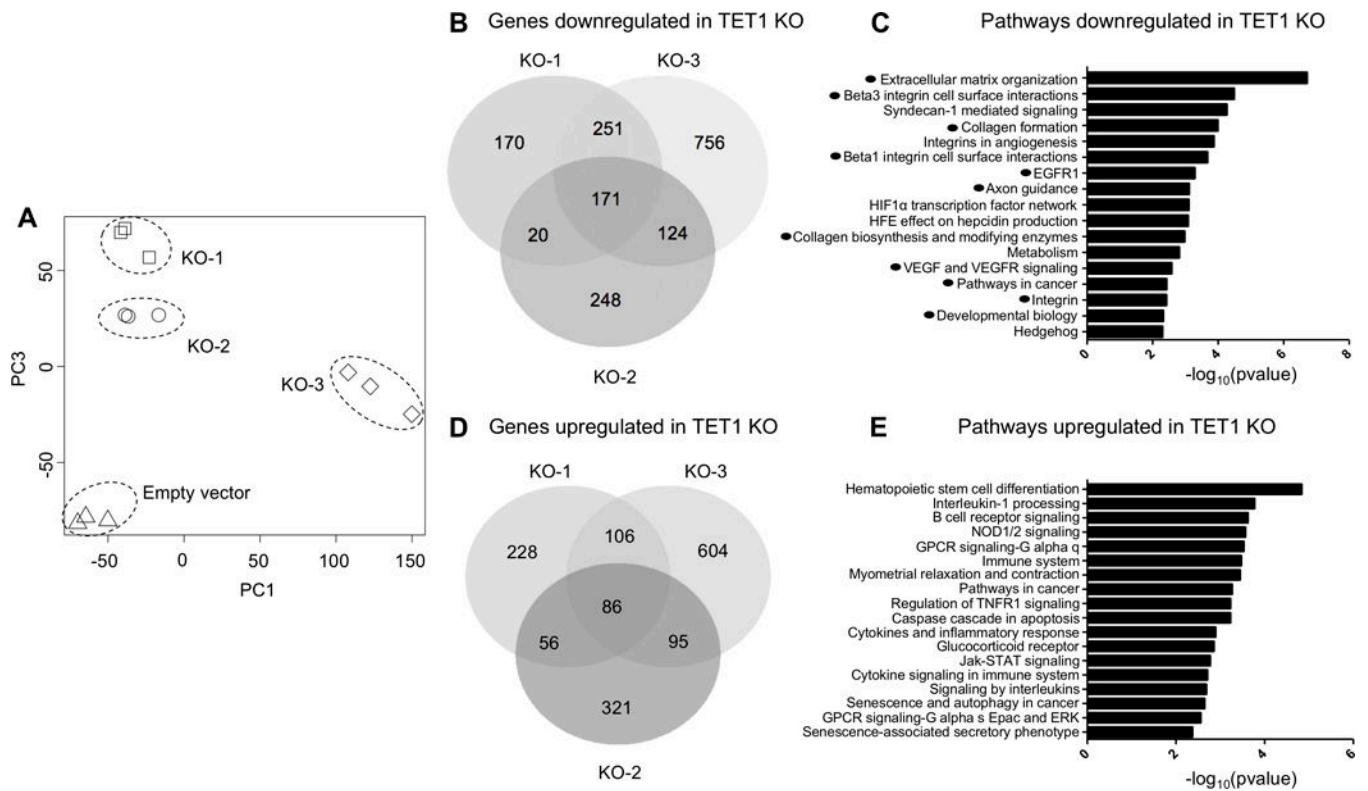 A
KO-1
KO-2
KO-3
Empty vector
PC3
50
0
-50
-50
0
50
100
150
PC1
B Genes downregulated in TET1 KO
KO-1
KO-3
170
251
756
171
20
124
248
KO-2
C Pathways downregulated in TET1 KO
Extracellular matrix organization
Beta3 integrin cell surface interactions
Syndecan-1 mediated signaling
Collagen formation
Integrins in angiogenesis
Beta1 integrin cell surface interactions
EGFR1
Axon guidance
HIF1α transcription factor network
HFE effect on hepcidin production
Collagen biosynthesis and modifying enzymes
Metabolism
VEGF and VEGFR signaling
Pathways in cancer
Integrin
Developmental biology
Hedgehog
0
2
4
6
8
-log10(pvalue)
D Genes upregulated in TET1 KO
KO-1
KO-3
228
106
604
86
56
95
321
KO-2
E Pathways upregulated in TET1 KO
Hematopoietic stem cell differentiation
Interleukin-1 processing
B cell receptor signaling
NOD1/2 signaling
GPCR signaling-G alpha q
Immune system
Myometrial relaxation and contraction
Pathways in cancer
Regulation of TNFR1 signaling
Caspase cascade in apoptosis
Cytokines and inflammatory response
Glucocorticoid receptor
Jak-STAT signaling
Cytokine signaling in immune system
Signaling by interleukins
Senescence and autophagy in cancer
GPCR signaling-G alpha s Epac and ERK
Senescence-associated secretory phenotype
0
2
4
6
-log10(pvalue)